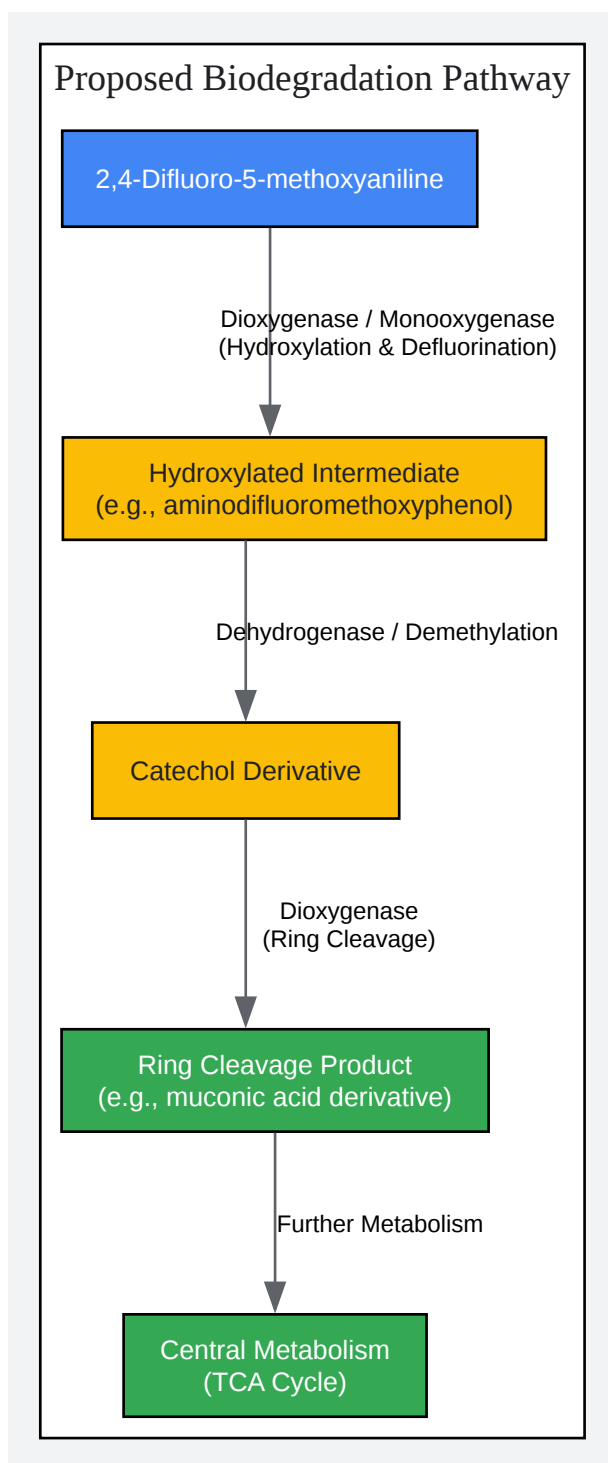 Proposed Biodegradation Pathway
2,4-Difluoro-5-methoxyaniline
Dioxygenase / Monooxygenase
(Hydroxylation & Defluorination)
Hydroxylated Intermediate
(e.g., aminodifluoromethoxyphenol)
Dehydrogenase / Demethylation
Catechol Derivative
Dioxygenase
(Ring Cleavage)
Ring Cleavage Product
(e.g., muconic acid derivative)
Further Metabolism
Central Metabolism
(TCA Cycle)